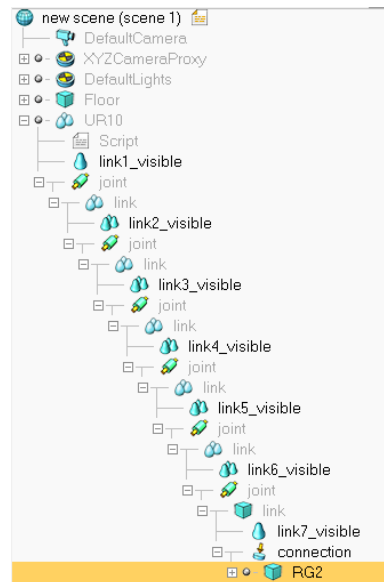 new scene (scene 1)
DefaultCamera
XYZCameraProxy
DefaultLights
Floor
UR10
Script
link1_visible
joint
link
link2_visible
joint
link
link3_visible
joint
link
link4_visible
joint
link
link5_visible
joint
link
link6_visible
joint
link
link7_visible
connection
RG2